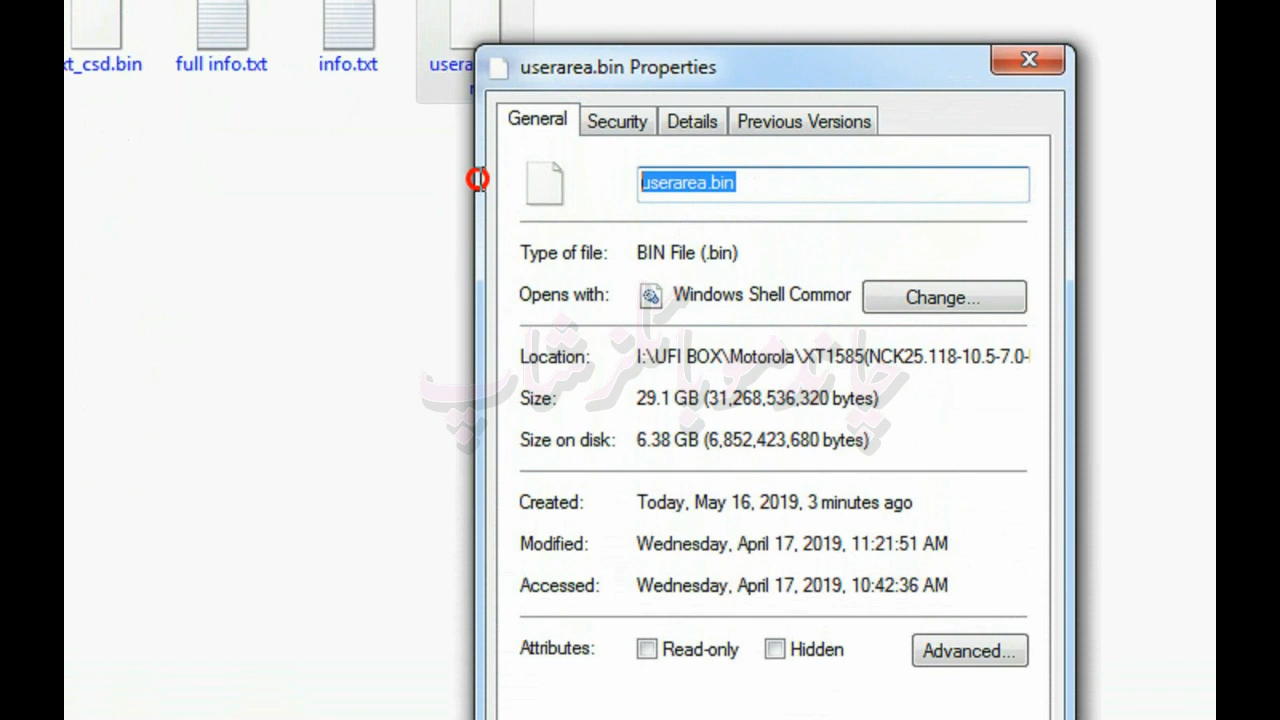 xt_csd.bin
full info.txt
info.txt
usera
userarea.bin Properties
General
Security
Details
Previous Versions
userarea.bin
Type of file:
BIN File (.bin)
Opens with:
Windows Shell Commor
Change...
Location:
I:\UFI BOX\Motorola\XT1585(NCK25.118-10.5-7.0-
Size:
29.1 GB (31,268,536,320 bytes)
Size on disk:
6.38 GB (6,852,423,680 bytes)
چاند موبائلز شاپ
Created:
Today, May 16, 2019, 3 minutes ago
Modified:
Wednesday, April 17, 2019, 11:21:51 AM
Accessed:
Wednesday, April 17, 2019, 10:42:36 AM
Attributes:
Read-only
Hidden
Advanced...